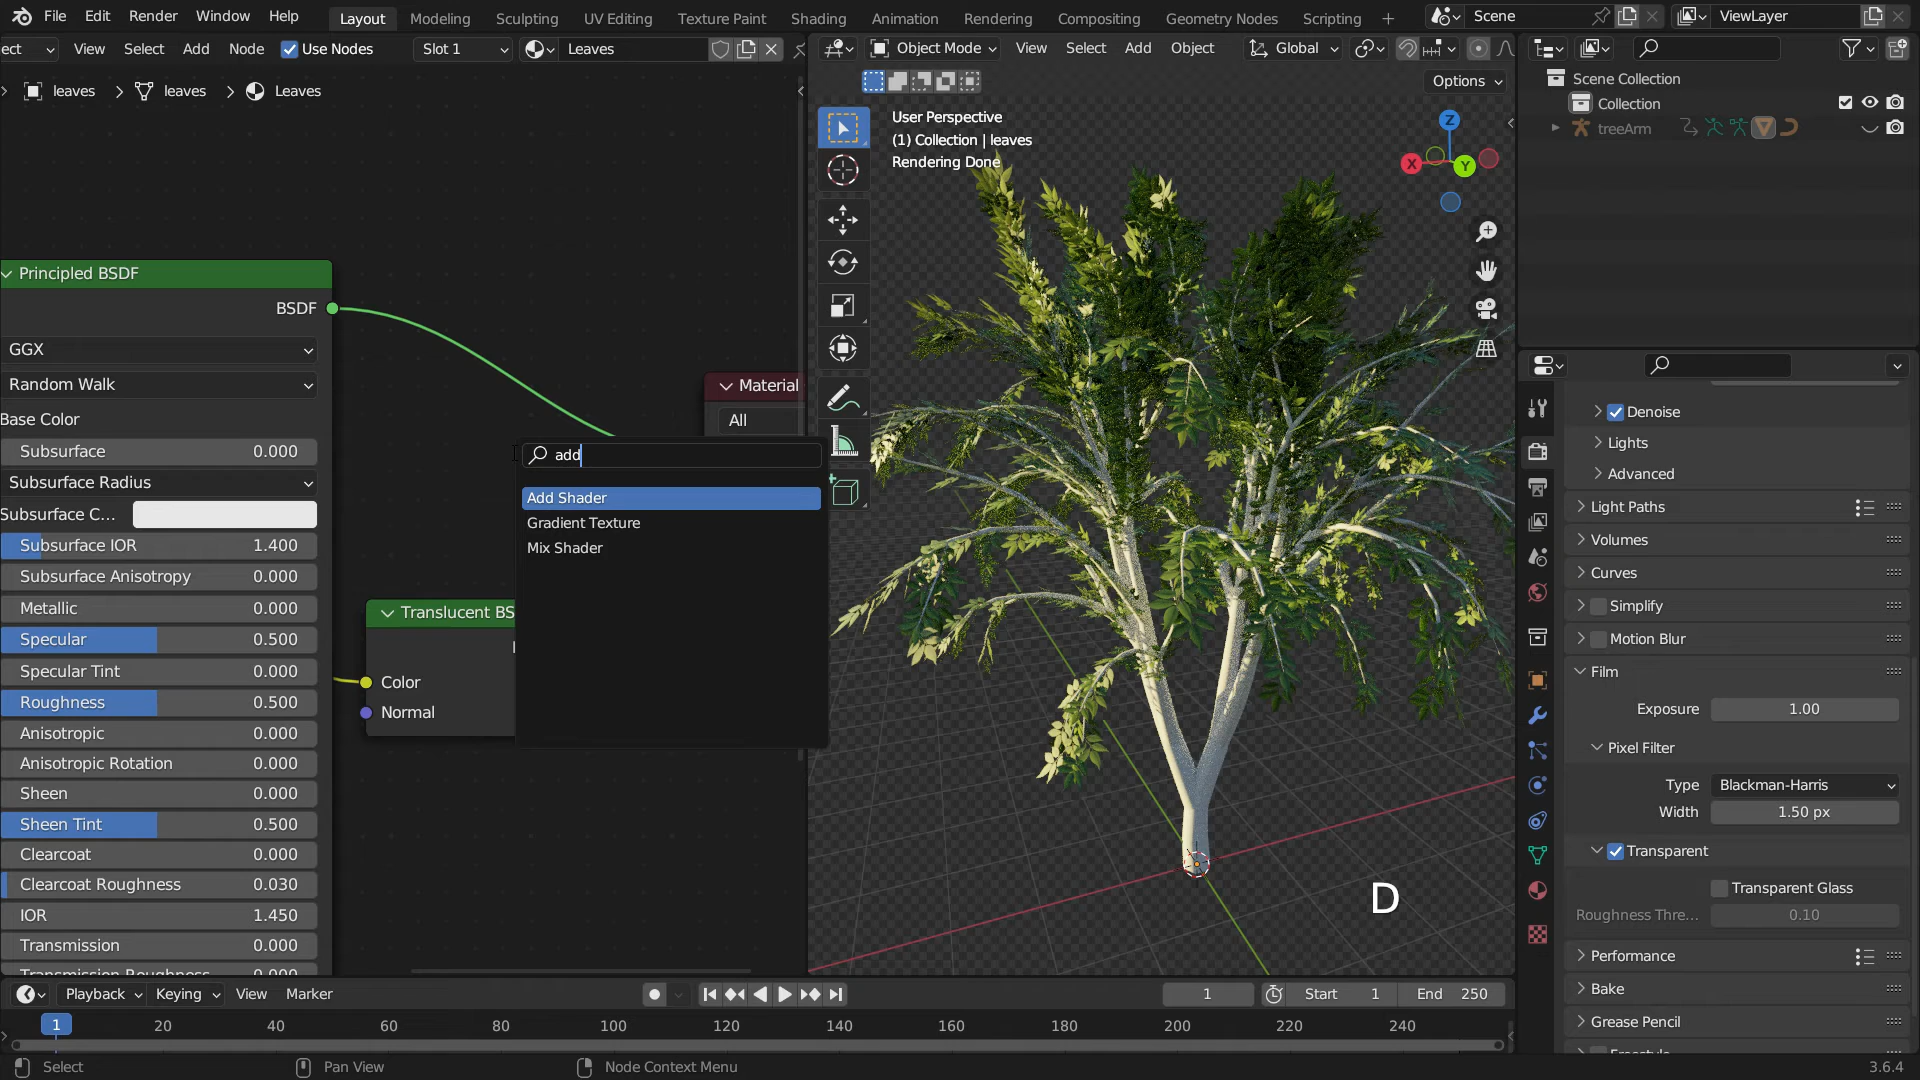 File Edit Render Window Help Layout Modeling Sculpting UV Editing Texture Paint Shading Animation Rendering Compositing Geometry Nodes Scripting + Scene ViewLayer
ect View Select Add Node Use Nodes Slot 1 Leaves
Object Mode View Select Add Object Global
leaves > leaves > Leaves
Options
Scene Collection
Collection
treeArm
User Perspective
(1) Collection | leaves
Rendering Done
Z
X
Y
Principled BSDF
BSDF
GGX
Random Walk
Base Color
Subsurface 0.000
Subsurface Radius
Subsurface C...
Subsurface IOR 1.400
Subsurface Anisotropy 0.000
Metallic 0.000
Specular 0.500
Specular Tint 0.000
Roughness 0.500
Anisotropic 0.000
Anisotropic Rotation 0.000
Sheen 0.000
Sheen Tint 0.500
Clearcoat 0.000
Clearcoat Roughness 0.030
IOR 1.450
Transmission 0.000
Transmission Roughness 0.000
Material
All
add
Add Shader
Gradient Texture
Mix Shader
Translucent BS
Color
Normal
D
Denoise
Lights
Advanced
Light Paths
Volumes
Curves
Simplify
Motion Blur
Film
Exposure 1.00
Pixel Filter
Type Blackman-Harris
Width 1.50 px
Transparent
Transparent Glass
Roughness Thre... 0.10
Performance
Bake
Grease Pencil
Freestyle
Playback Keying View Marker 1 Start 1 End 250
1 20 40 60 80 100 120 140 160 180 200 220 240
Select Pan View Node Context Menu 3.6.4